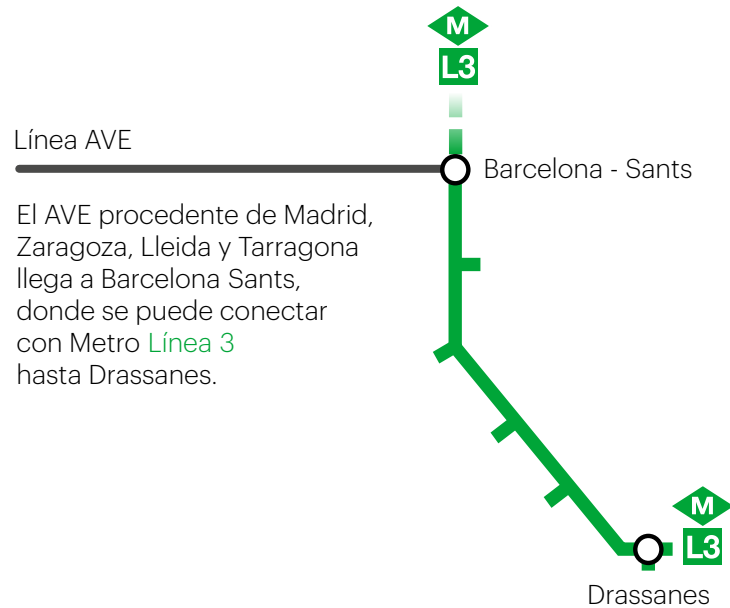 M
L3
Línea AVE
Barcelona - Sants
El AVE procedente de Madrid,
Zaragoza, Lleida y Tarragona
llega a Barcelona Sants,
donde se puede conectar
con Metro Línea 3
hasta Drassanes.
M
L3
Drassanes